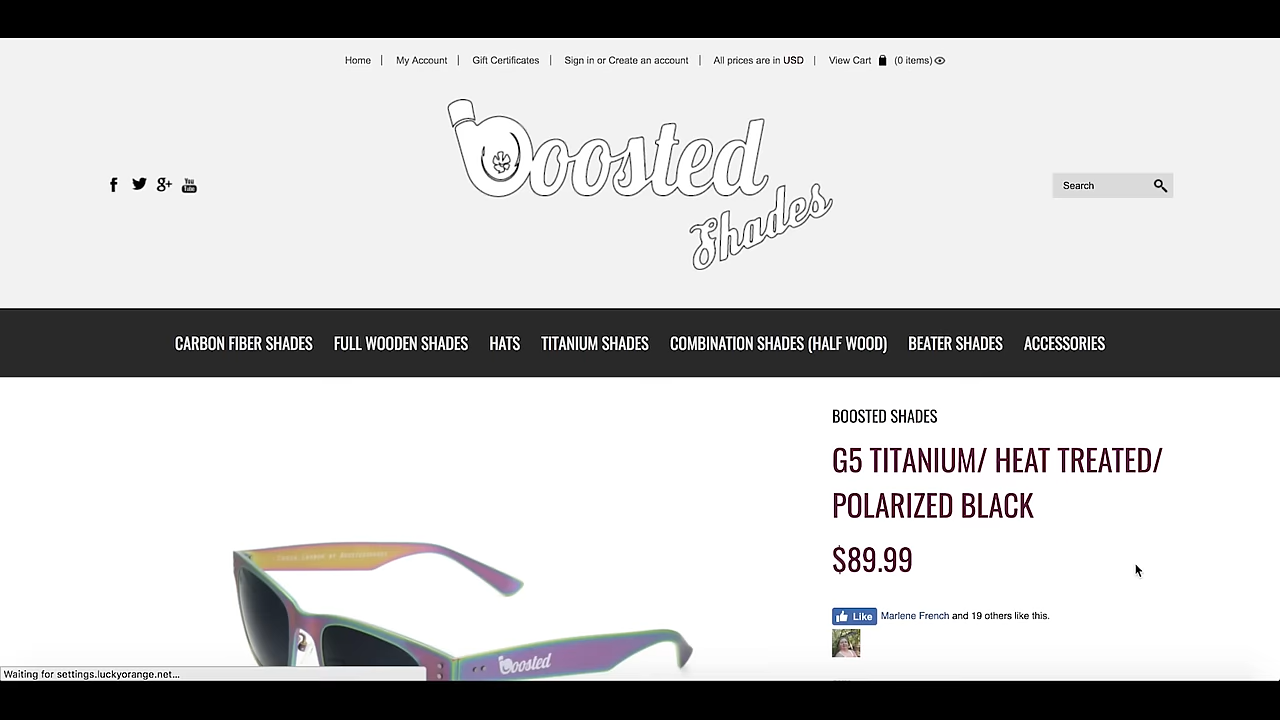 Home | My Account | Gift Certificates | Sign in or Create an account | All prices are in USD | View Cart (0 items)
boosted
Shades
f g+ You Tube
Search
CARBON FIBER SHADES FULL WOODEN SHADES HATS TITANIUM SHADES COMBINATION SHADES (HALF WOOD) BEATER SHADES ACCESSORIES
BOOSTED SHADES
G5 TITANIUM/ HEAT TREATED/
POLARIZED BLACK
$89.99
Like Marlene French and 19 others like this.
boosted
Waiting for settings.luckyorange.net...